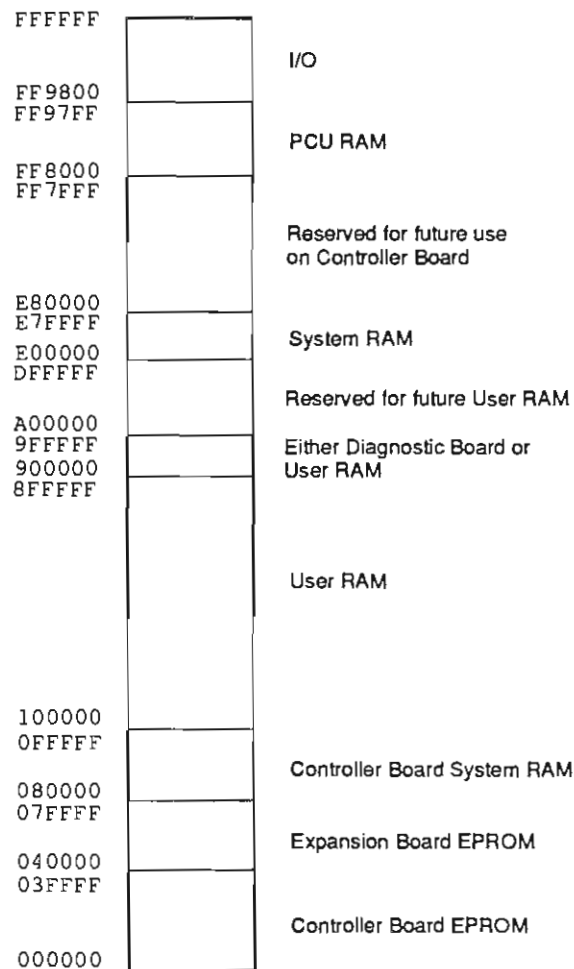 FFFFFF
I/O
FF9800
FF97FF
PCU RAM
FF8000
FF7FFF
Reserved for future use
on Controller Board
E80000
E7FFFF
System RAM
E00000
DFFFFF
Reserved for future User RAM
A00000
9FFFFF
Either Diagnostic Board or
900000
User RAM
8FFFFF
User RAM
100000
0FFFFF
Controller Board System RAM
080000
07FFFF
Expansion Board EPROM
040000
03FFFF
Controller Board EPROM
000000